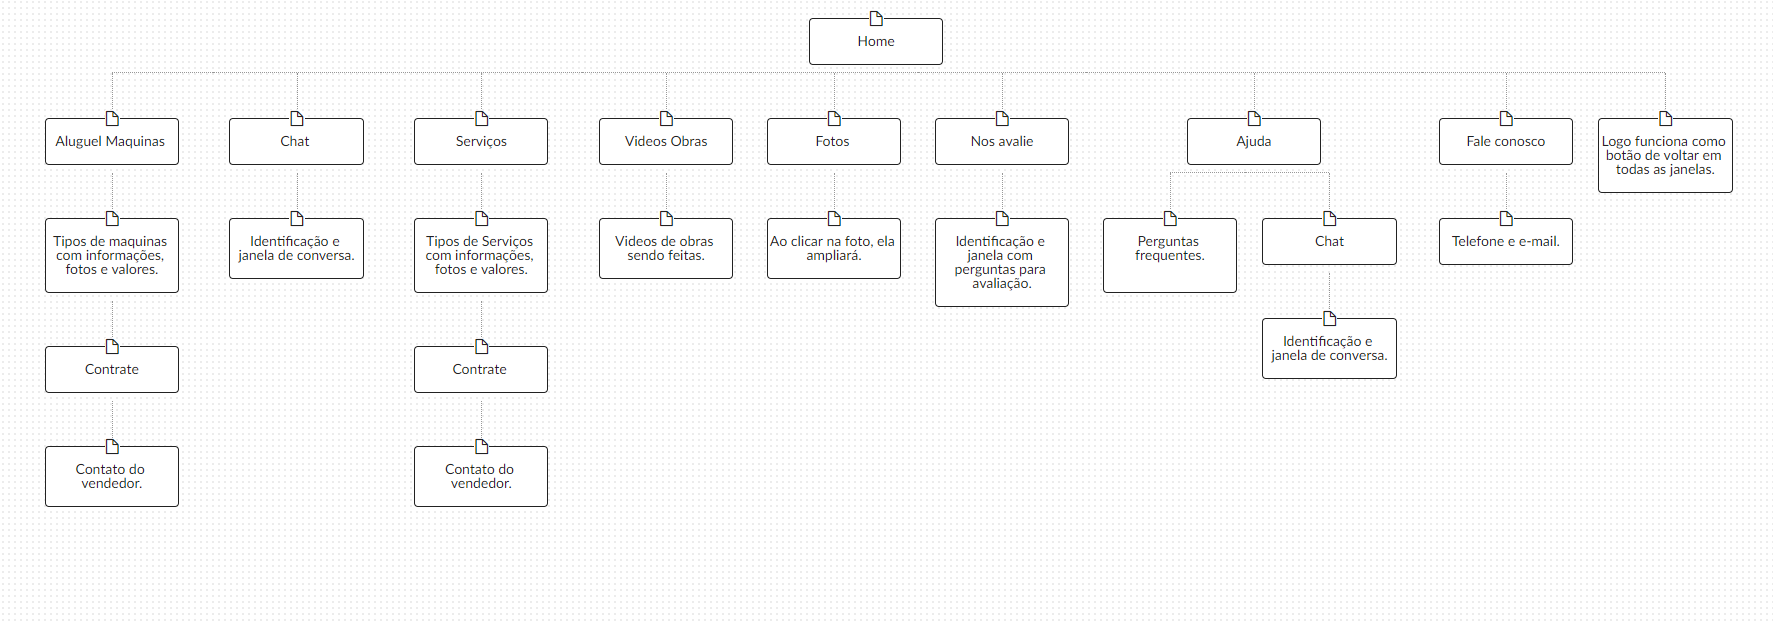 Home
Aluguel Maquinas
Chat
Serviços
Videos Obras
Fotos
Nos avalie
Ajuda
Fale conosco
Logo funciona como
botão de voltar em
todas as janelas.
Tipos de maquinas
com informações,
fotos e valores.
Identificação e
janela de conversa.
Tipos de Serviços
com informações,
fotos e valores.
Videos de obras
sendo feitas.
Ao clicar na foto, ela
ampliará.
Identificação e
janela com
perguntas para
avaliação.
Perguntas
frequentes.
Chat
Telefone e e-mail.
Identificação e
janela de conversa.
Contrate
Contrate
Contato do
vendedor.
Contato do
vendedor.